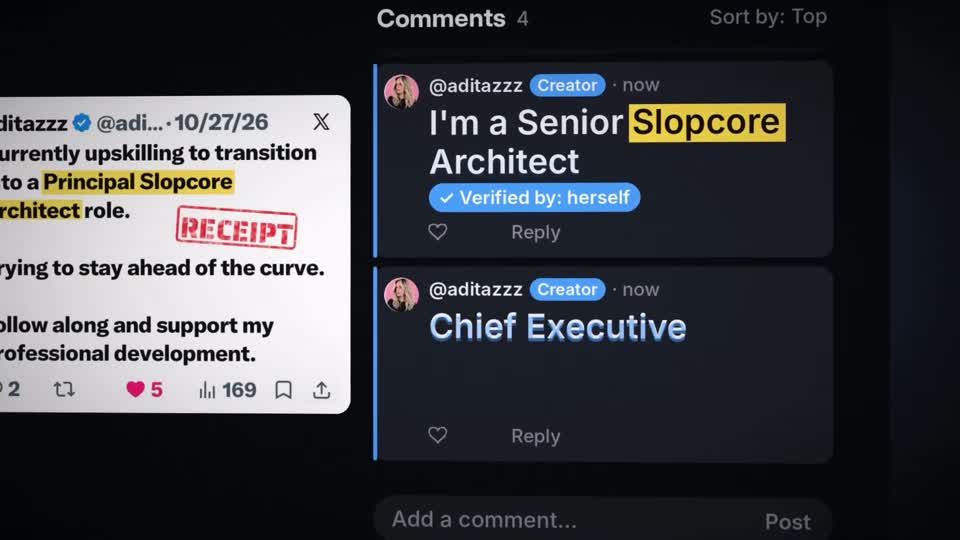 Comments 4
Sort by: Top
ditazzz @adi... · 10/27/26
urrently upskilling to transition
to a Principal Slopcore
rchitect role.
RECEIPT
rying to stay ahead of the curve.
ollow along and support my
rofessional development.
2 5 169
@aditazzz Creator · now
I'm a Senior Slopcore
Architect
✓ Verified by: herself
Reply
@aditazzz Creator · now
Chief Executive
Reply
Add a comment...
Post